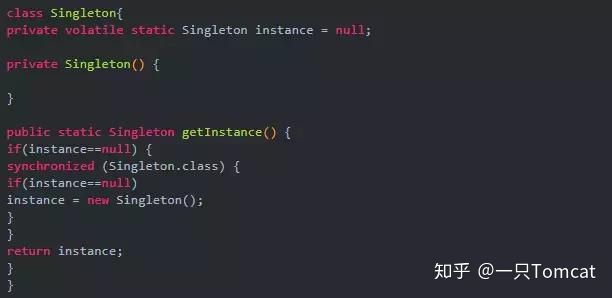 class Singleton{
private volatile static Singleton instance = null;
private Singleton() {
}
public static Singleton getInstance() {
if(instance==null) {
synchronized (Singleton.class) {
if(instance==null)
instance = new Singleton();
}
}
return instance;
}
}
知乎 @一只Tomcat